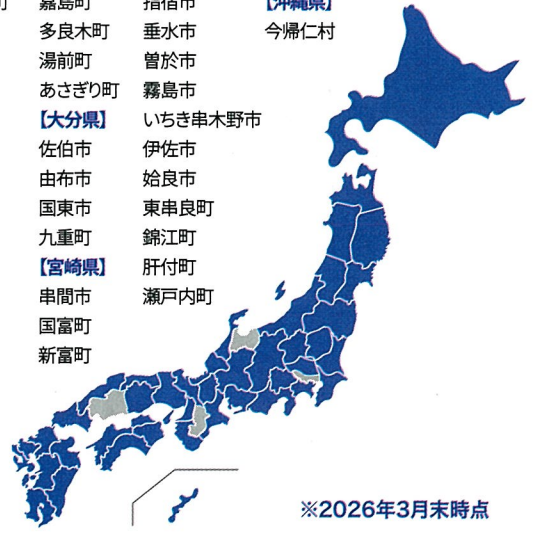 町
嘉島町
多良木町
湯前町
あさぎり町
【大分県】
佐伯市
由布市
国東市
九重町
【宮崎県】
串間市
国富町
新富町
指宿市
垂水市
曽於市
霧島市
いちき串木野市
伊佐市
姶良市
東串良町
錦江町
肝付町
瀬戸内町
【沖縄県】
今帰仁村
※2026年3月末時点